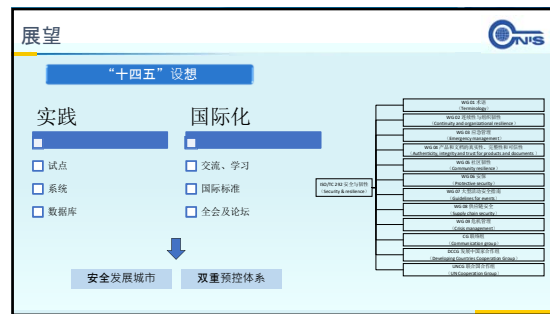 展望
NIS
“十四五”设想
实践
国际化
试点
系统
数据库
交流、学习
国际标准
全会及论坛
安全发展城市
双重预控体系
ISO/TC 292 安全与韧性
(Security & resilience)
WG 01 术语
(Terminology)
WG 02 连续性与组织韧性
(Continuity and organizational resilience)
WG 03 应急管理
(Emergency management)
WG 04 产品和文档的真实性、完整性和可信性
(Authenticity, integrity and trust for products and documents)
WG 05 社区韧性
(Community resilience)
WG 06 安保
(Protective security)
WG 07 大型活动安全指南
(Guidelines for events)
WG 08 供应链安全
(Supply chain security)
WG 09 危机管理
(Crisis management)
CG 联络组
(Communication group)
DCCG 发展中国家合作组
(Developing Countries Cooperation Group)
UNCG 联合国合作组
(UN Cooperation Group)